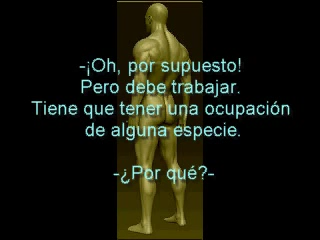 -¡Oh, por supuesto!
Pero debe trabajar.
Tiene que tener una ocupación
de alguna especie.
-¿Por qué?-